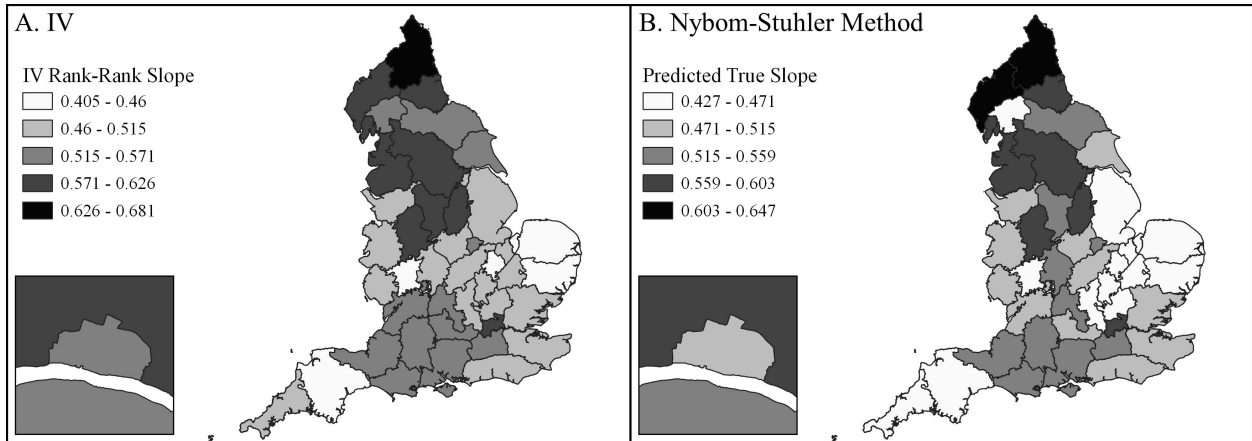 A. IV
IV Rank-Rank Slope
0.405 - 0.46
0.46 - 0.515
0.515 - 0.571
0.571 - 0.626
0.626 - 0.681
B. Nybom-Stuhler Method
Predicted True Slope
0.427 - 0.471
0.471 - 0.515
0.515 - 0.559
0.559 - 0.603
0.603 - 0.647